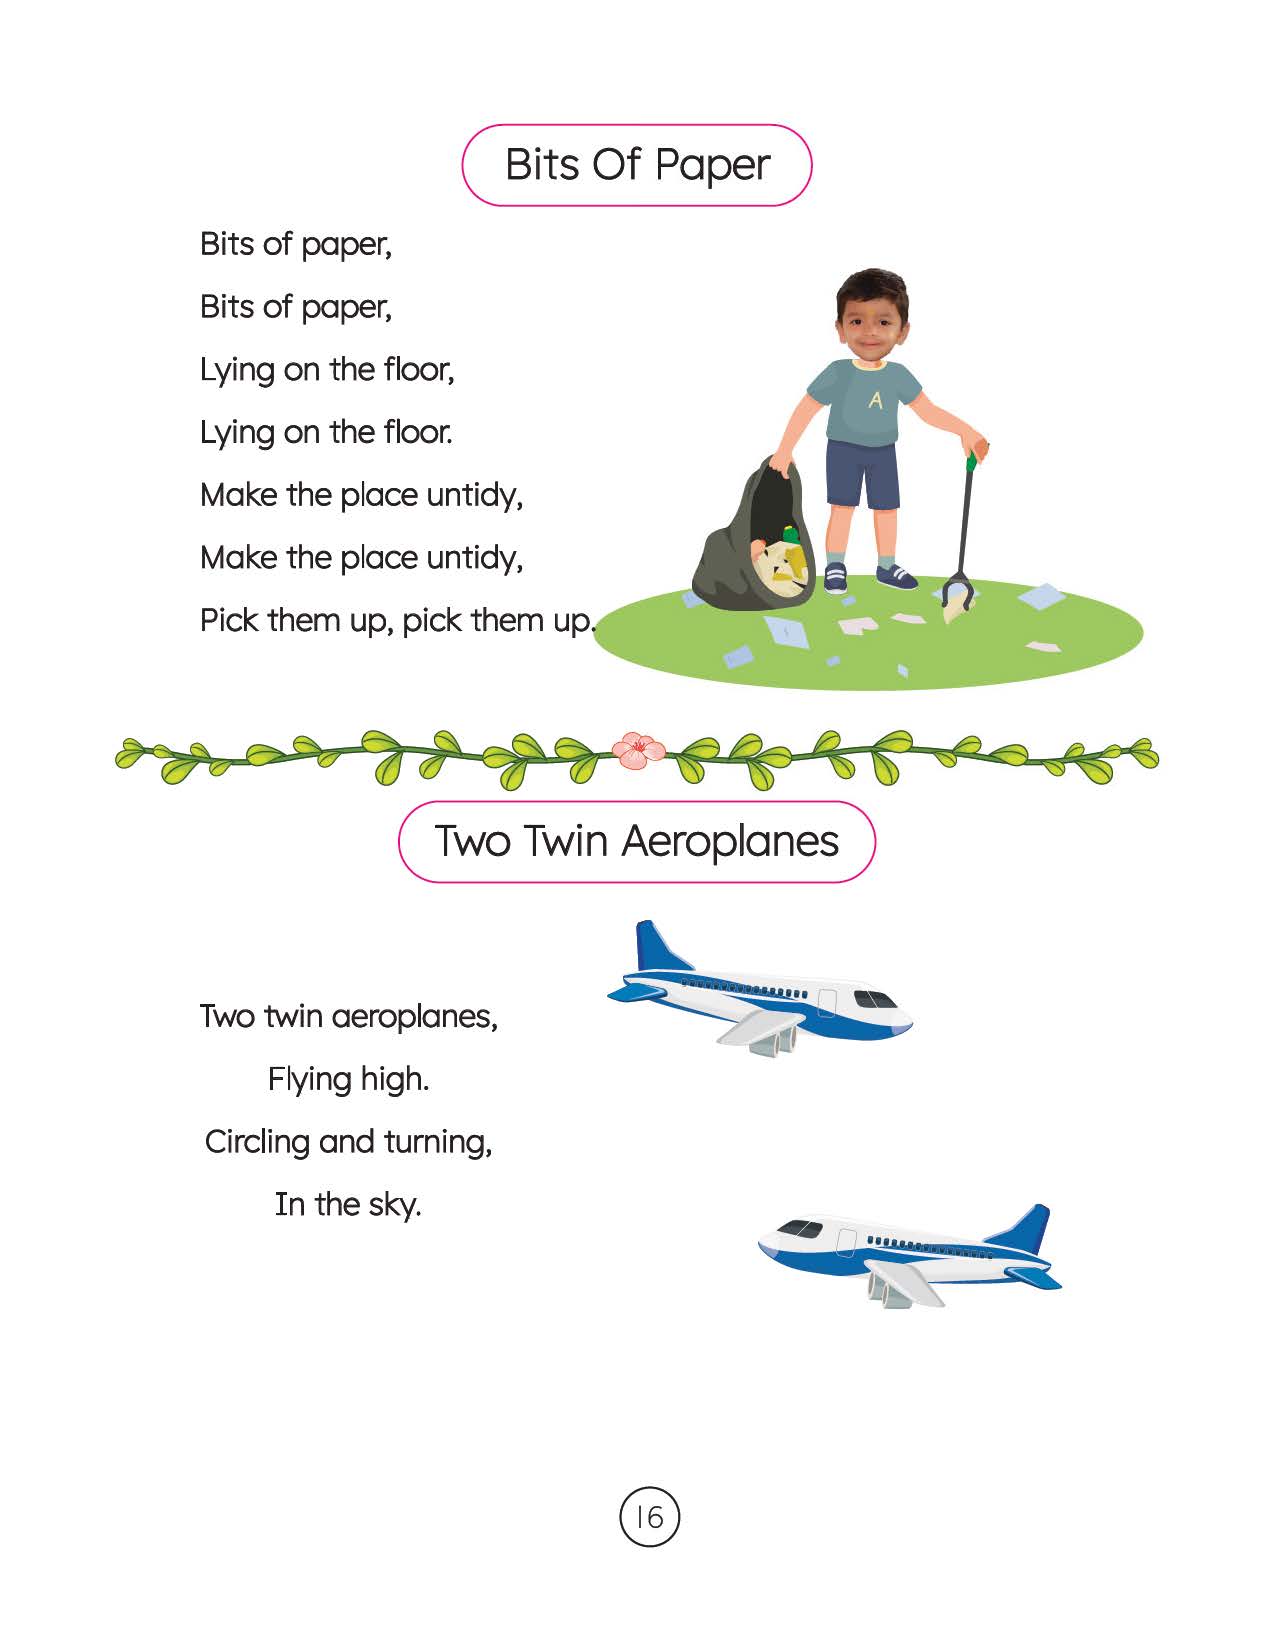 Bits Of Paper
Bits of paper,
Bits of paper,
Lying on the floor,
Lying on the floor.
Make the place untidy,
Make the place untidy,
Pick them up, pick them up.
A
Two Twin Aeroplanes
Two twin aeroplanes,
Flying high.
Circling and turning,
In the sky.
16